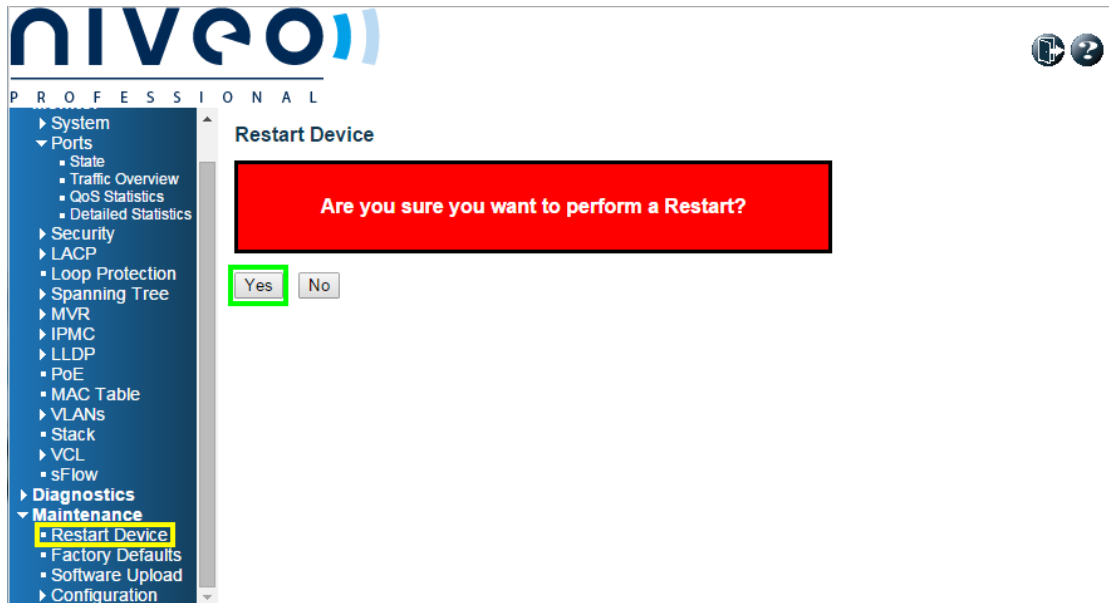 niveo
PROFESSIONAL
System
Ports
State
Traffic Overview
QoS Statistics
Detailed Statistics
Security
LACP
Loop Protection
Spanning Tree
MVR
IPMC
LLDP
PoE
MAC Table
VLANs
Stack
VCL
sFlow
Diagnostics
Maintenance
Restart Device
Factory Defaults
Software Upload
Configuration
Restart Device
Are you sure you want to perform a Restart?
Yes No
?